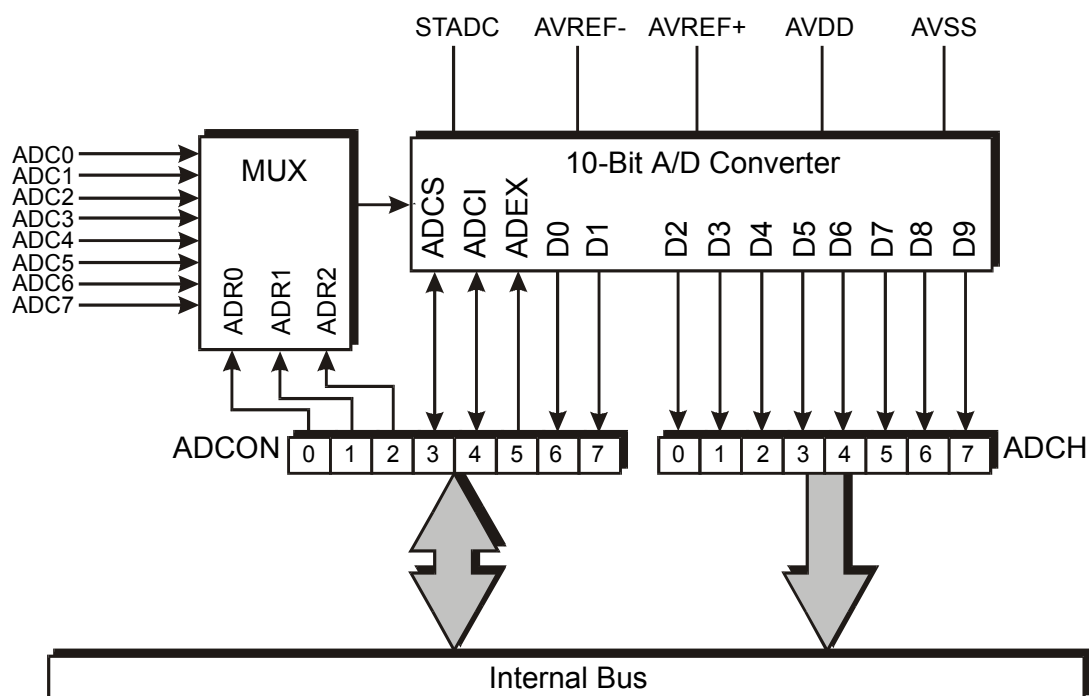 STADC AVREF- AVREF+ AVDD AVSS
10-Bit A/D Converter
MUX
ADC0
ADC1
ADC2
ADC3
ADC4
ADC5
ADC6
ADC7
ADR0 ADR1 ADR2
ADCS ADCI ADEX D0 D1 D2 D3 D4 D5 D6 D7 D8 D9
ADCON 0 1 2 3 4 5 6 7
0 1 2 3 4 5 6 7 ADCH
Internal Bus